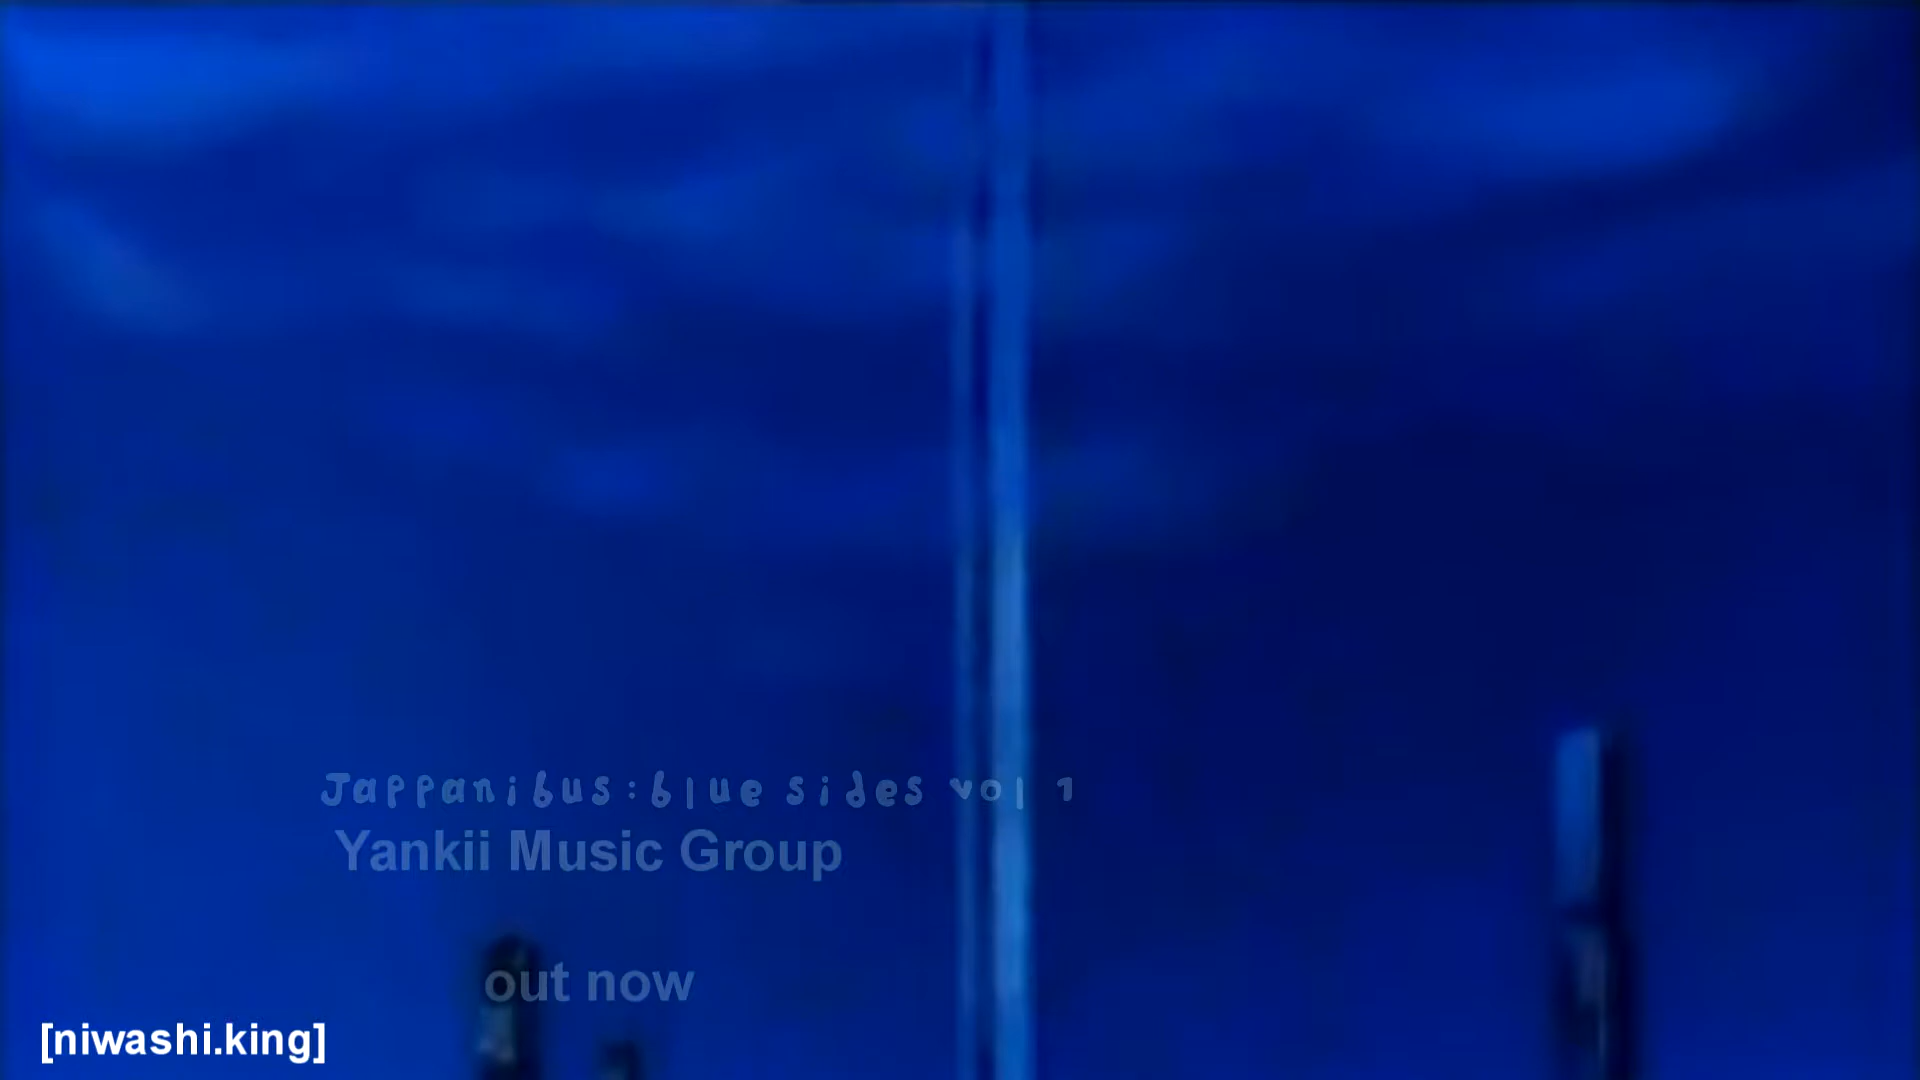 Jappanibus:blue sides vol 1
Yankii Music Group
out now
[niwashi.king]